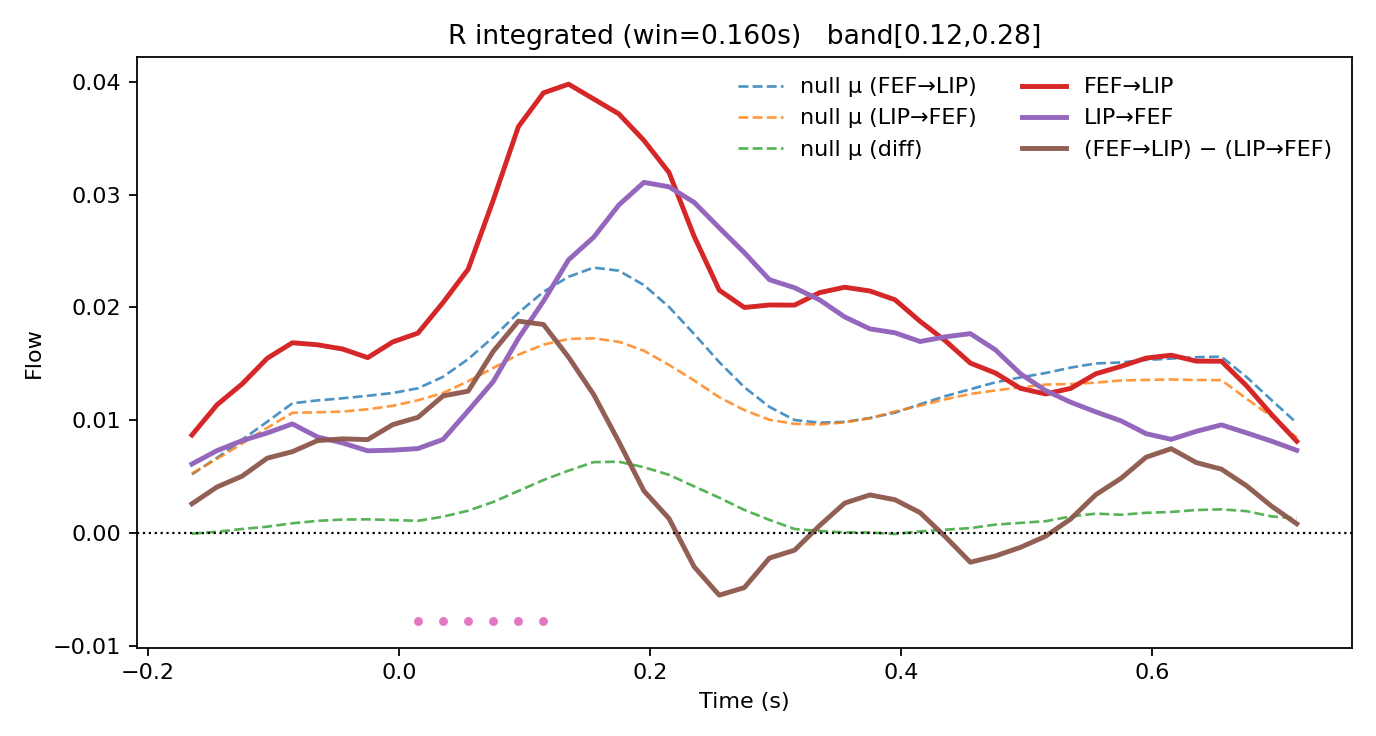 R integrated (win=0.160s)   band[0.12,0.28]
null μ (FEF→LIP)
null μ (LIP→FEF)
null μ (diff)
FEF→LIP
LIP→FEF
(FEF→LIP) − (LIP→FEF)
Flow
0.04
0.03
0.02
0.01
0.00
−0.01
−0.2
0.0
0.2
0.4
0.6
Time (s)